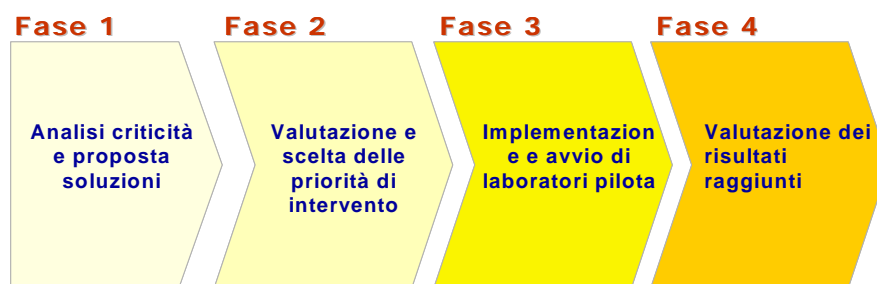 Fase 1
Fase 2
Fase 3
Fase 4
Analisi criticità
e proposta
soluzioni
Valutazione e
scelta delle
priorità di
intervento
Implementazion
e e avvio di
laboratori pilota
Valutazione dei
risultati
raggiunti